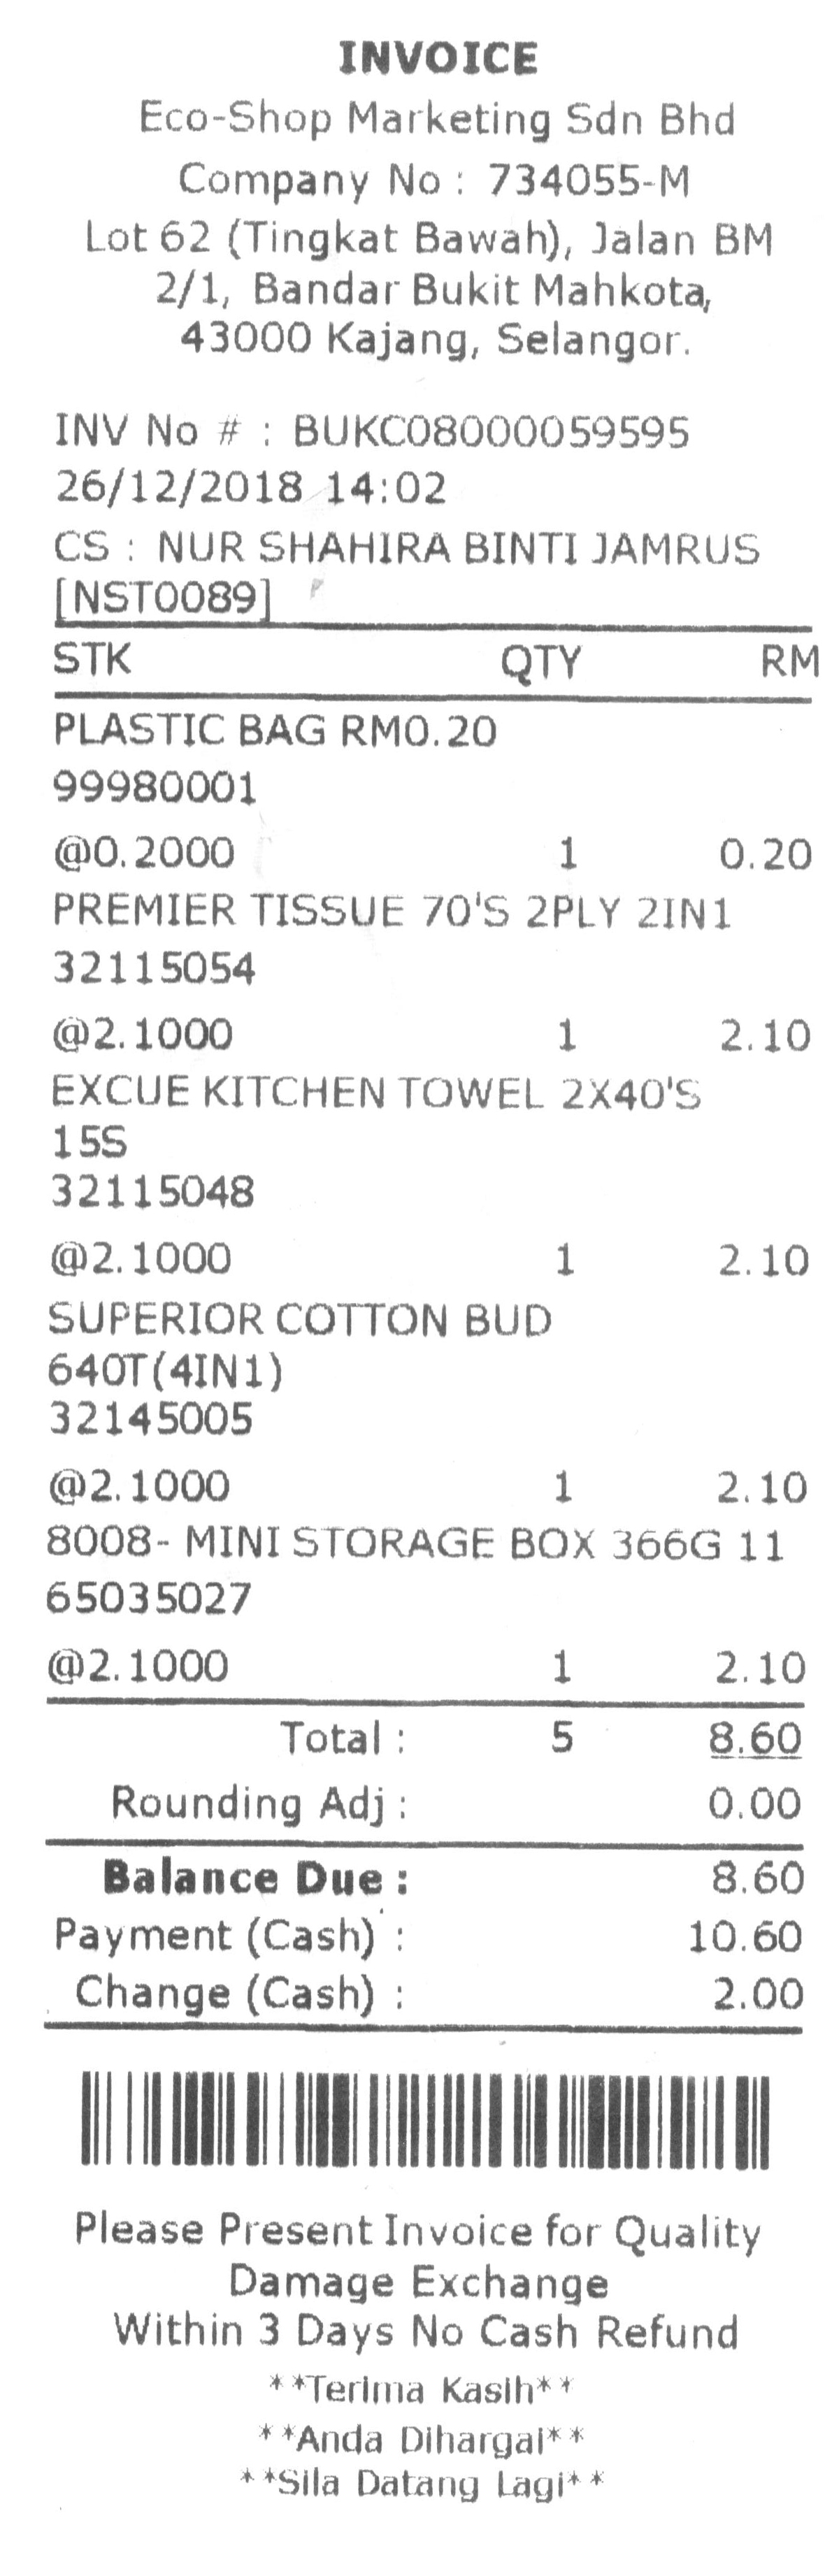 INVOICE
Eco-Shop Marketing Sdn Bhd
Company No : 734055-M
Lot 62 (Tingkat Bawah), Jalan BM
2/1, Bandar Bukit Mahkota,
43000 Kajang, Selangor.
INV No # : BUKC08000059595
26/12/2018 14:02
CS : NUR SHAHIRA BINTI JAMRUS
[NST0089]
STK QTY RM
PLASTIC BAG RM0.20
99980001
@0.2000 1 0.20
PREMIER TISSUE 70'S 2PLY 2IN1
32115054
@2.1000 1 2.10
EXCUE KITCHEN TOWEL 2X40'S
15S
32115048
@2.1000 1 2.10
SUPERIOR COTTON BUD
640T(4IN1)
32145005
@2.1000 1 2.10
8008- MINI STORAGE BOX 366G 11
65035027
@2.1000 1 2.10
Total : 5 8.60
Rounding Adj : 0.00
Balance Due : 8.60
Payment (Cash) : 10.60
Change (Cash) : 2.00
Please Present Invoice for Quality
Damage Exchange
Within 3 Days No Cash Refund
**Terima Kasih**
**Anda Dihargai**
**Sila Datang Lagi**